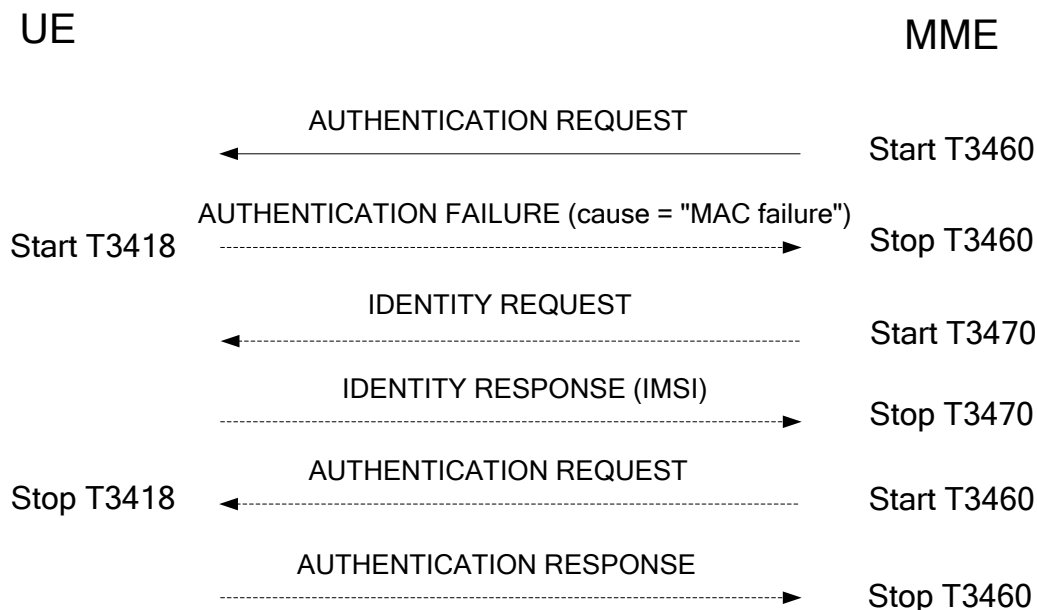 UE
MME
AUTHENTICATION REQUEST
Start T3460
AUTHENTICATION FAILURE (cause = "MAC failure")
Start T3418
Stop T3460
IDENTITY REQUEST
Start T3470
IDENTITY RESPONSE (IMSI)
Stop T3470
AUTHENTICATION REQUEST
Stop T3418
Start T3460
AUTHENTICATION RESPONSE
Stop T3460